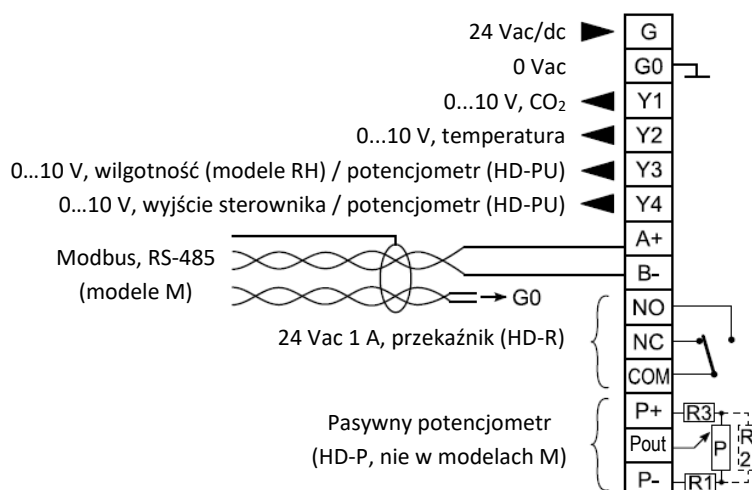 24 Vac/dc G
0 Vac G0
0...10 V, CO₂ Y1
0...10 V, temperatura Y2
0...10 V, wilgotność (modele RH) / potencjometr (HD-PU) Y3
0...10 V, wyjście sterownika / potencjometr (HD-PU) Y4
A+
Modbus, RS-485
(modele M)
B-
G0
NO
24 Vac 1 A, przekaźnik (HD-R) NC
COM
P+ R3
Pasywny potencjometr
(HD-P, nie w modelach M)
Pout P R
2
P- R1